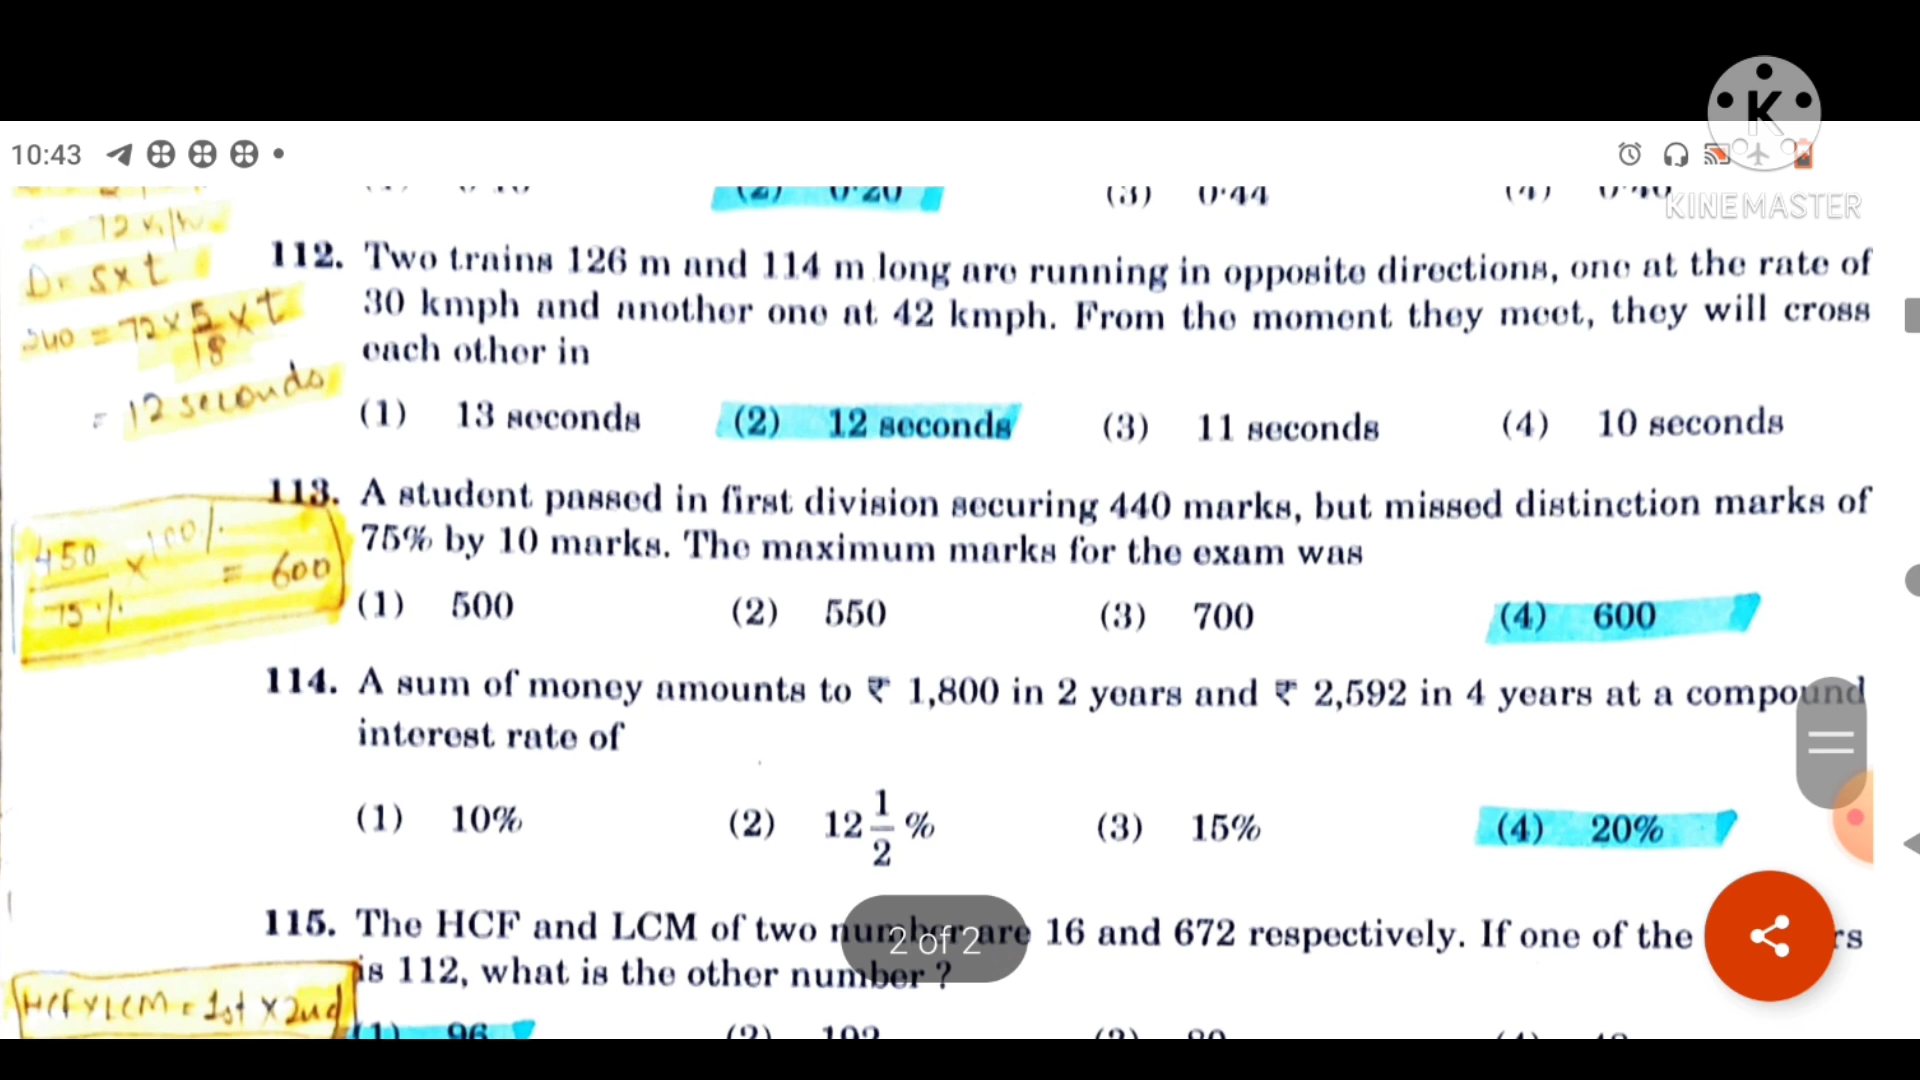 10:43
KINEMASTER
(2) 0·20 (3) 0·44
72
D = S x t
112. Two trains 126 m and 114 m long are running in opposite directions, one at the rate of
240 = 72 x 5/18 x t
30 kmph and another one at 42 kmph. From the moment they meet, they will cross
each other in
= 12 seconds
(1) 13 seconds (2) 12 seconds (3) 11 seconds (4) 10 seconds
113. A student passed in first division securing 440 marks, but missed distinction marks of
75% by 10 marks. The maximum marks for the exam was
450/75% x 100% = 600
(1) 500 (2) 550 (3) 700 (4) 600
114. A sum of money amounts to ₹ 1,800 in 2 years and ₹ 2,592 in 4 years at a compound
interest rate of
(1) 10% (2) 12 1/2 % (3) 15% (4) 20%
115. The HCF and LCM of two number are 16 and 672 respectively. If one of the
2 of 2
is 112, what is the other number ?
HCF x LCM = 1st x 2nd
(1) 96